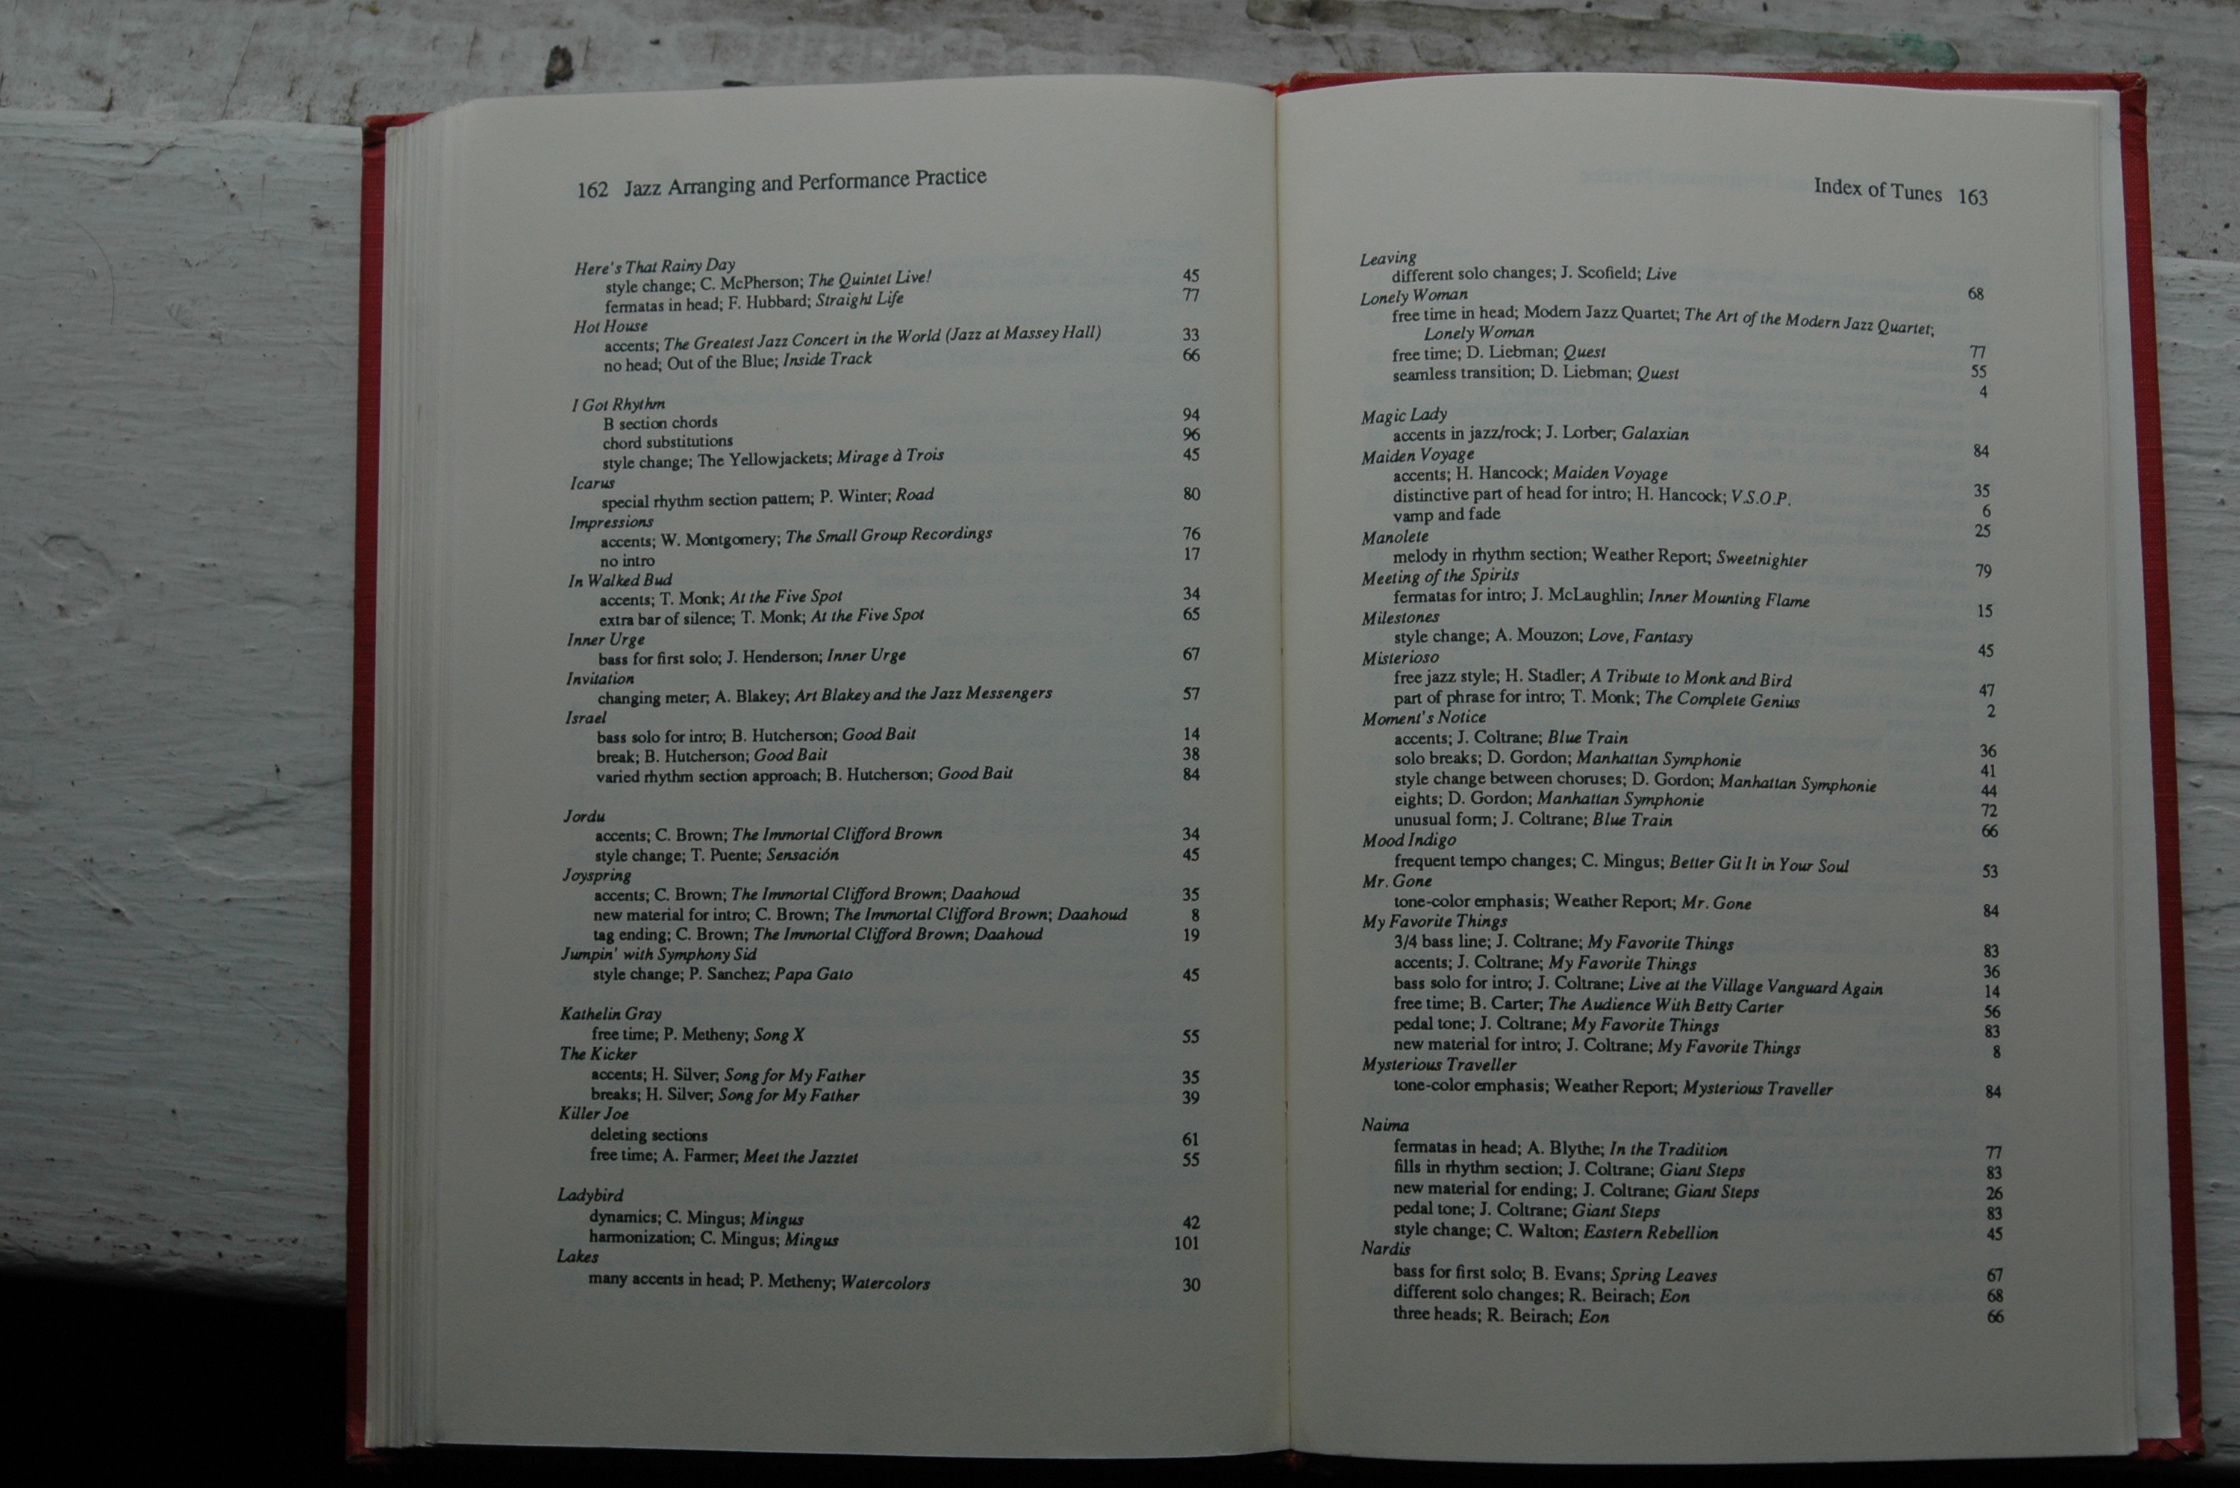 162 Jazz Arranging and Performance Practice
Here's That Rainy Day
style change; C. McPherson; The Quintet Live! 45
fermatas in head; F. Hubbard; Straight Life 77
Hot House
accents; The Greatest Jazz Concert in the World (Jazz at Massey Hall) 33
no head; Out of the Blue; Inside Track 66
I Got Rhythm
B section chords 94
chord substitutions 96
style change; The Yellowjackets; Mirage à Trois 45
Icarus
special rhythm section pattern; P. Winter; Road 80
Impressions
accents; W. Montgomery; The Small Group Recordings 76
no intro 17
In Walked Bud
accents; T. Monk; At the Five Spot 34
extra bar of silence; T. Monk; At the Five Spot 65
Inner Urge
bass for first solo; J. Henderson; Inner Urge 67
Invitation
changing meter; A. Blakey; Art Blakey and the Jazz Messengers 57
Israel
bass solo for intro; B. Hutcherson; Good Bait 14
break; B. Hutcherson; Good Bait 38
varied rhythm section approach; B. Hutcherson; Good Bait 84
Jordu
accents; C. Brown; The Immortal Clifford Brown 34
style change; T. Puente; Sensación 45
Joyspring
accents; C. Brown; The Immortal Clifford Brown; Daahoud 35
new material for intro; C. Brown; The Immortal Clifford Brown; Daahoud 8
tag ending; C. Brown; The Immortal Clifford Brown; Daahoud 19
Jumpin' with Symphony Sid
style change; P. Sanchez; Papa Gato 45
Kathelin Gray
free time; P. Metheny; Song X 55
The Kicker
accents; H. Silver; Song for My Father 35
breaks; H. Silver; Song for My Father 39
Killer Joe
deleting sections 61
free time; A. Farmer; Meet the Jazztet 55
Ladybird
dynamics; C. Mingus; Mingus 42
harmonization; C. Mingus; Mingus 101
Lakes
many accents in head; P. Metheny; Watercolors 30
Index of Tunes 163
Leaving
different solo changes; J. Scofield; Live 68
Lonely Woman
free time in head; Modern Jazz Quartet; The Art of the Modern Jazz Quartet;
Lonely Woman 77
free time; D. Liebman; Quest 55
seamless transition; D. Liebman; Quest 4
Magic Lady
accents in jazz/rock; J. Lorber; Galaxian 84
Maiden Voyage
accents; H. Hancock; Maiden Voyage 35
distinctive part of head for intro; H. Hancock; V.S.O.P. 6
vamp and fade 25
Manolete
melody in rhythm section; Weather Report; Sweetnighter 79
Meeting of the Spirits
fermatas for intro; J. McLaughlin; Inner Mounting Flame 15
Milestones
style change; A. Mouzon; Love, Fantasy 45
Misterioso
free jazz style; H. Stadler; A Tribute to Monk and Bird 47
part of phrase for intro; T. Monk; The Complete Genius 2
Moment's Notice
accents; J. Coltrane; Blue Train 36
solo breaks; D. Gordon; Manhattan Symphonie 41
style change between choruses; D. Gordon; Manhattan Symphonie 44
eights; D. Gordon; Manhattan Symphonie 72
unusual form; J. Coltrane; Blue Train 66
Mood Indigo
frequent tempo changes; C. Mingus; Better Git It in Your Soul 53
Mr. Gone
tone-color emphasis; Weather Report; Mr. Gone 84
My Favorite Things
3/4 bass line; J. Coltrane; My Favorite Things 83
accents; J. Coltrane; My Favorite Things 36
bass solo for intro; J. Coltrane; Live at the Village Vanguard Again 14
free time; B. Carter; The Audience With Betty Carter 56
pedal tone; J. Coltrane; My Favorite Things 83
new material for intro; J. Coltrane; My Favorite Things 8
Mysterious Traveller
tone-color emphasis; Weather Report; Mysterious Traveller 84
Naima
fermatas in head; A. Blythe; In the Tradition 77
fills in rhythm section; J. Coltrane; Giant Steps 83
new material for ending; J. Coltrane; Giant Steps 26
pedal tone; J. Coltrane; Giant Steps 83
style change; C. Walton; Eastern Rebellion 45
Nardis
bass for first solo; B. Evans; Spring Leaves 67
different solo changes; R. Beirach; Eon 68
three heads; R. Beirach; Eon 66